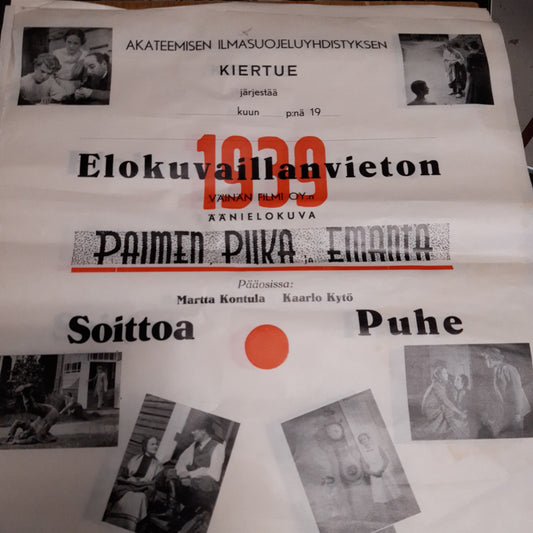 AKATEEMISEN ILMASUOJELUYHDISTYKSEN
KIERTUE
järjestää
kuun p:nä 19
1939
Elokuvaillanvieton
VÄINÄN FILMI OY:n
ÄÄNIELOKUVA
PAIMEN, PIIKA ja EMÄNTÄ
Pääosissa:
Martta Kontula Kaarlo Kytö
Soittoa Puhe